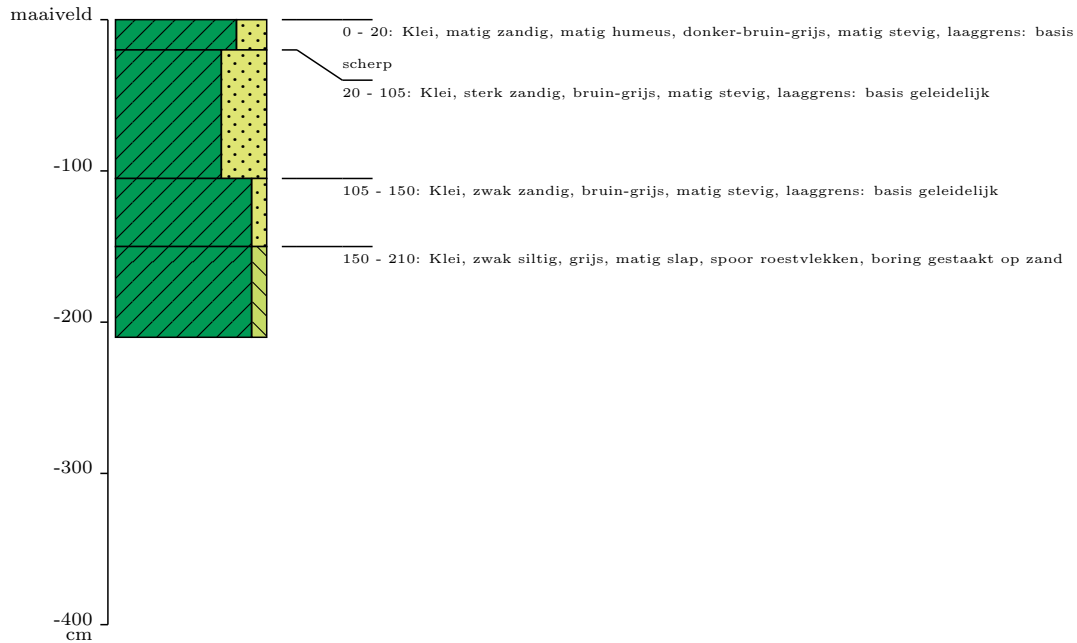 maaiveld
0 - 20: Klei, matig zandig, matig humeus, donker-bruin-grijs, matig stevig, laaggrens: basis
scherp
20 - 105: Klei, sterk zandig, bruin-grijs, matig stevig, laaggrens: basis geleidelijk
-100
105 - 150: Klei, zwak zandig, bruin-grijs, matig stevig, laaggrens: basis geleidelijk
150 - 210: Klei, zwak siltig, grijs, matig slap, spoor roestvlekken, boring gestaakt op zand
-200
-300
-400
cm